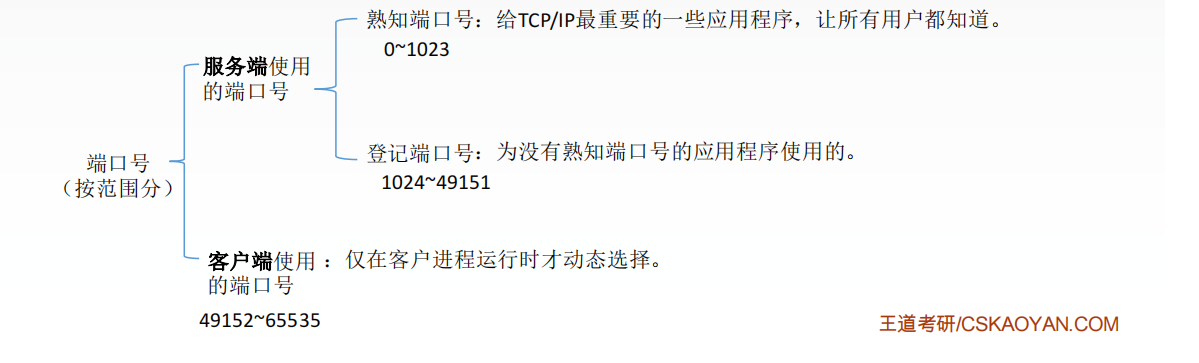 熟知端口号：给TCP/IP最重要的一些应用程序，让所有用户都知道。
0~1023
服务端使用
的端口号
登记端口号：为没有熟知端口号的应用程序使用的。
1024~49151
端口号
（按范围分）
客户端使用：仅在客户进程运行时才动态选择。
的端口号
49152~65535
王道考研/CSKAOYAN.COM